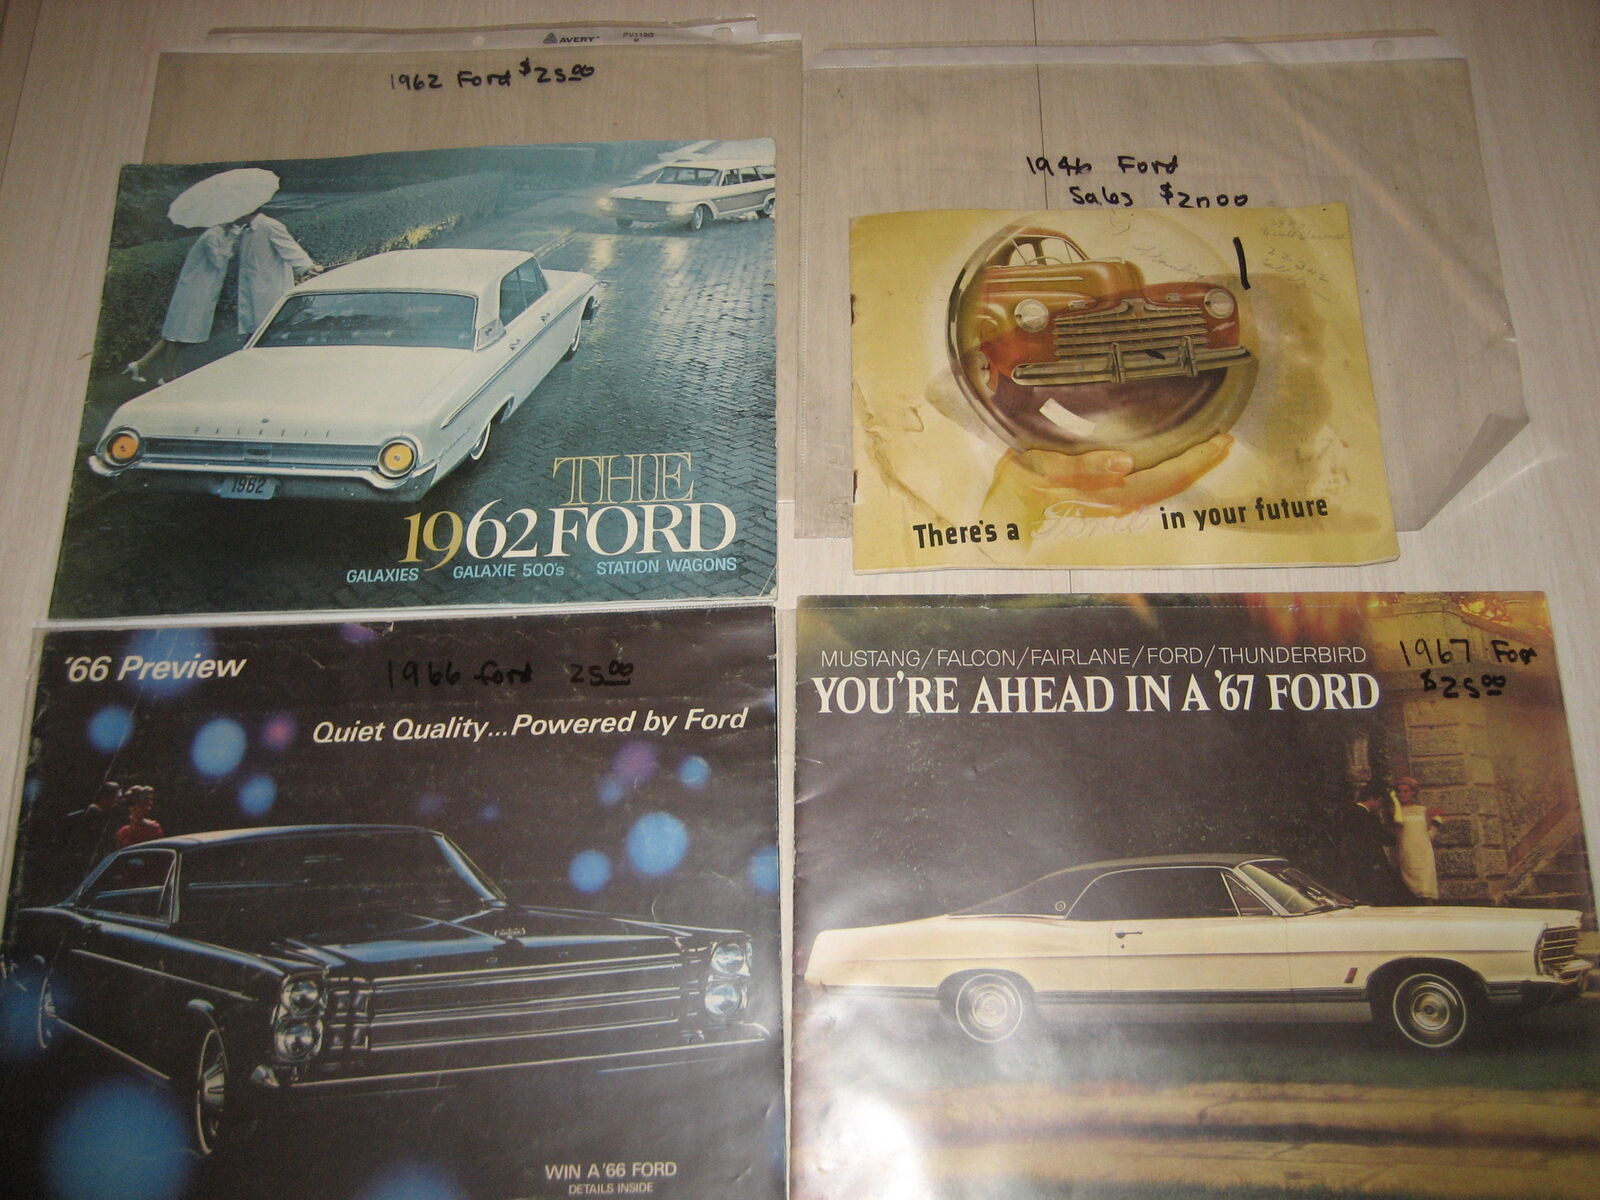 AVERY
1962 Ford $25.00
THE
1962 FORD
GALAXIES GALAXIE 500's STATION WAGONS
GALAXIE
1962
1946 Ford
Sales $20.00
There's a Ford in your future
'66 Preview
1966 ford 25.00
Quiet Quality...Powered by Ford
WIN A '66 FORD
DETAILS INSIDE
MUSTANG/FALCON/FAIRLANE/FORD/THUNDERBIRD
YOU'RE AHEAD IN A '67 FORD
1967 For
$25.00